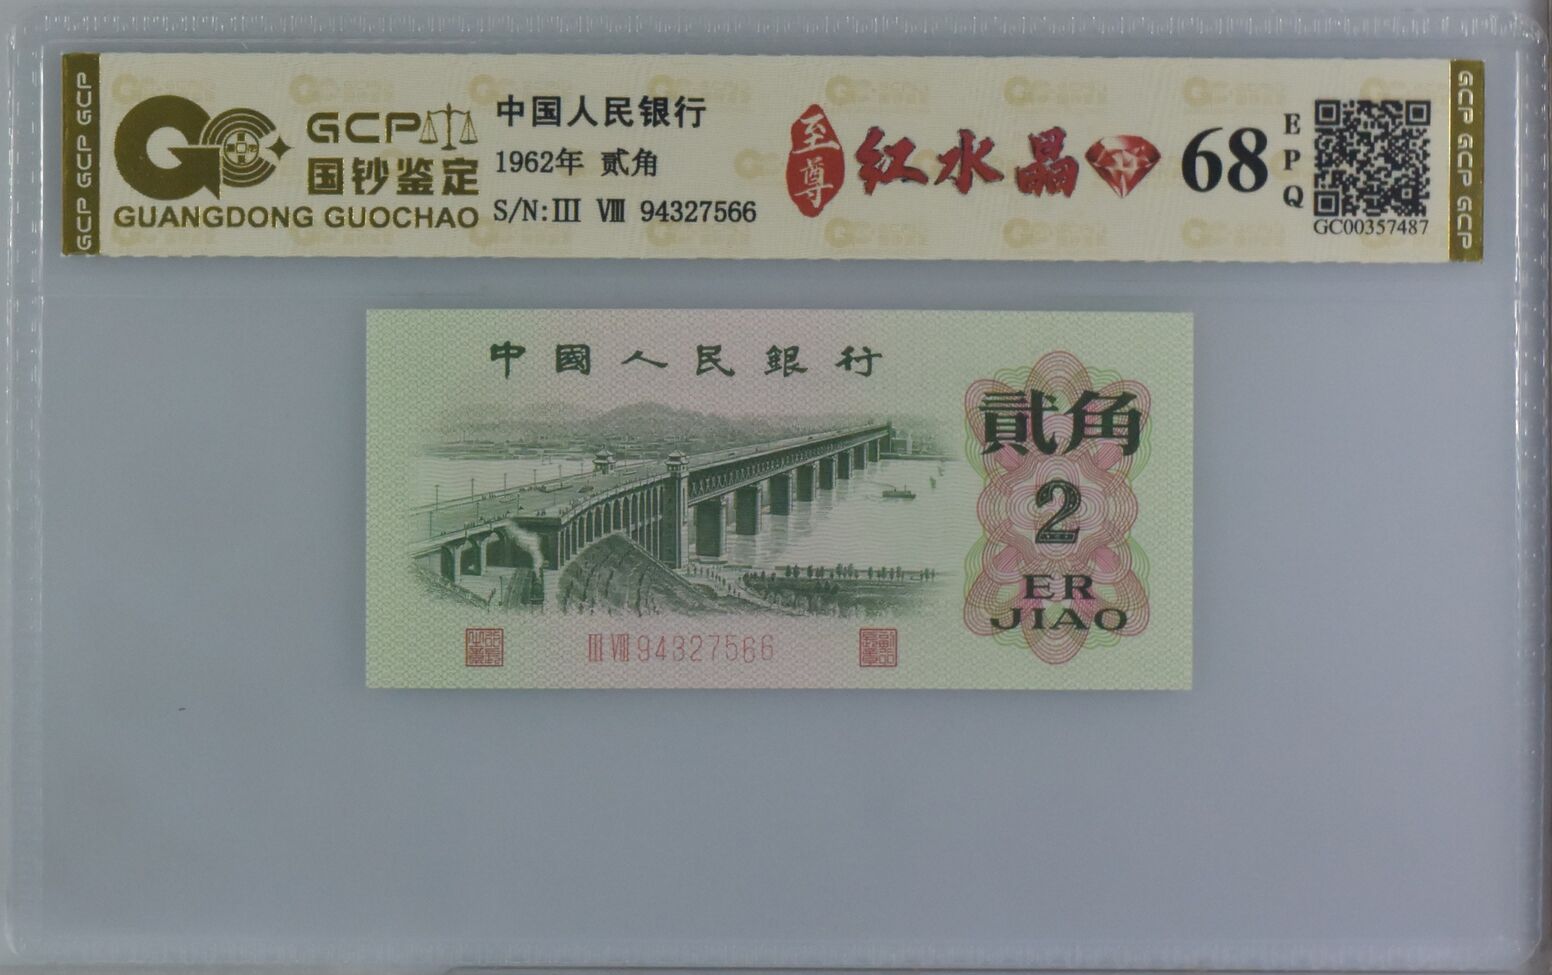 GCP GCP GCP
GCP
国钞鉴定
GUANGDONG GUOCHAO
中国人民银行
1962年 贰角
S/N:III VIII 94327566
至尊
红水晶
68
EPQ
GC00357487
GCP GCP GCP
中國人民銀行
貳角
2
ER
JIAO
III VIII 94327566